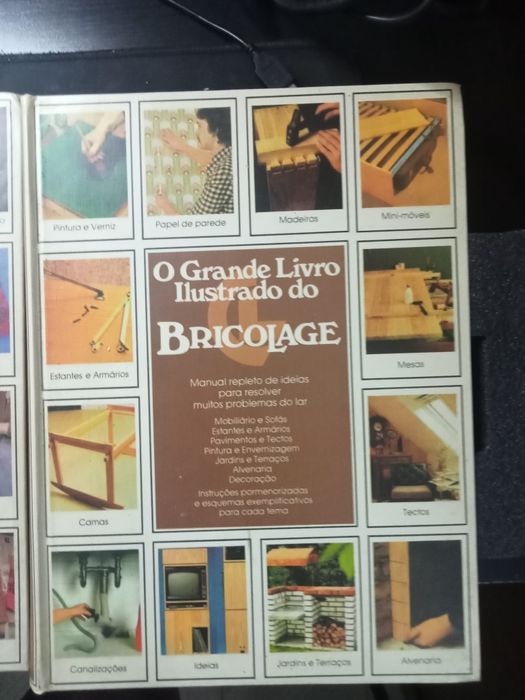 Pintura e Verniz
Papel de parede
Madeiras
Mini-móveis
O Grande Livro
Ilustrado do
BRICOLAGE
Manual repleto de ideias
para resolver
muitos problemas do lar
Mobiliário e Sofás
Estantes e Armários
Pavimentos e Tectos
Pintura e Envernizagem
Jardins e Terraços
Alvenaria
Decoração
Instruções pormenorizadas
e esquemas exemplificativos
para cada tema
Estantes e Armários
Mesas
Camas
Tectos
Canalizações
Ideias
Jardins e Terraços
Alvenaria